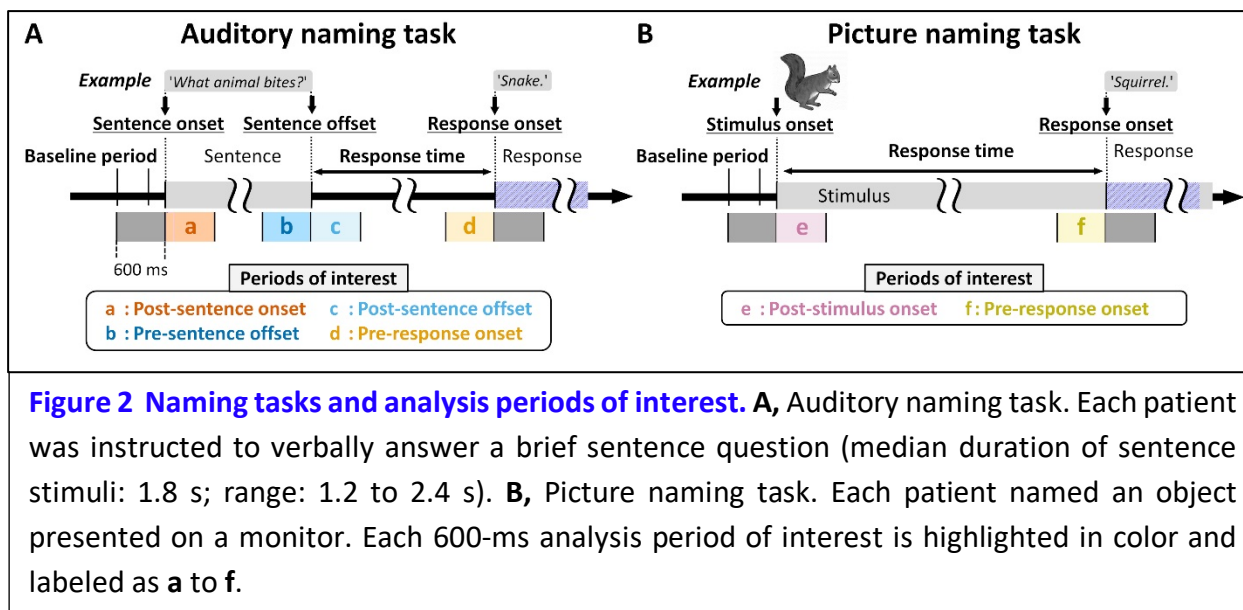 A Auditory naming task
Example 'What animal bites?' 'Snake.'
Sentence onset Sentence offset Response onset
Baseline period Sentence Response time Response
a b c d
600 ms
Periods of interest
a : Post-sentence onset c : Post-sentence offset
b : Pre-sentence offset d : Pre-response onset
B Picture naming task
Example 'Squirrel.'
Stimulus onset Response onset
Baseline period Response time Response
Stimulus
e f
Periods of interest
e : Post-stimulus onset f : Pre-response onset
Figure 2 Naming tasks and analysis periods of interest. A, Auditory naming task. Each patient
was instructed to verbally answer a brief sentence question (median duration of sentence
stimuli: 1.8 s; range: 1.2 to 2.4 s). B, Picture naming task. Each patient named an object
presented on a monitor. Each 600-ms analysis period of interest is highlighted in color and
labeled as a to f.